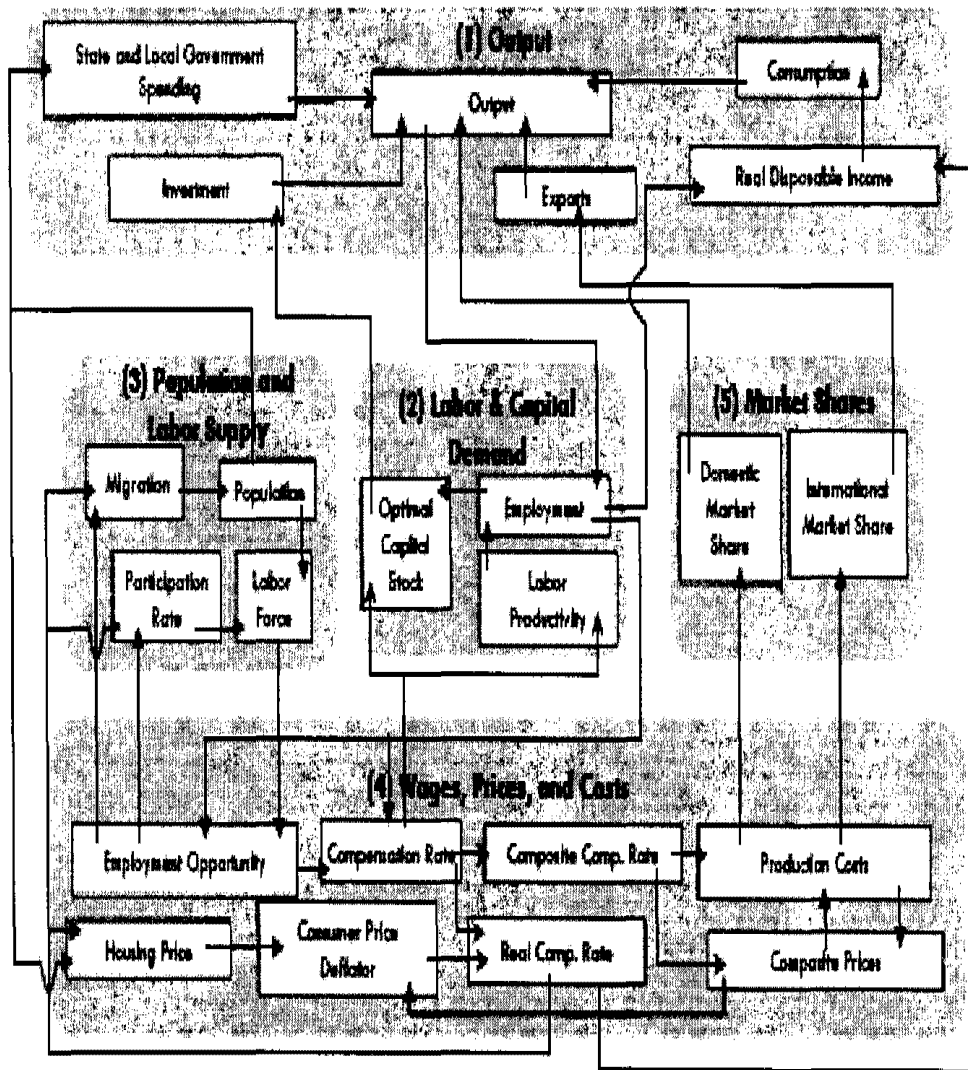 (1) Output
State and Local Government
Spending
Output
Consumption
Investment
Exports
Real Disposable Income
(3) Population and
Labor Supply
(2) Labor & Capital
Demand
(5) Market Shares
Migration
Population
Optimal
Capital
Stock
Employment
Domestic
Market
Share
International
Market Share
Participation
Rate
Labor
Force
Labor
Productivity
(4) Wages, Prices, and Costs
Employment Opportunity
Compensation Rate
Composite Comp. Rate
Production Costs
Housing Price
Consumer Price
Deflator
Real Comp. Rate
Composite Prices